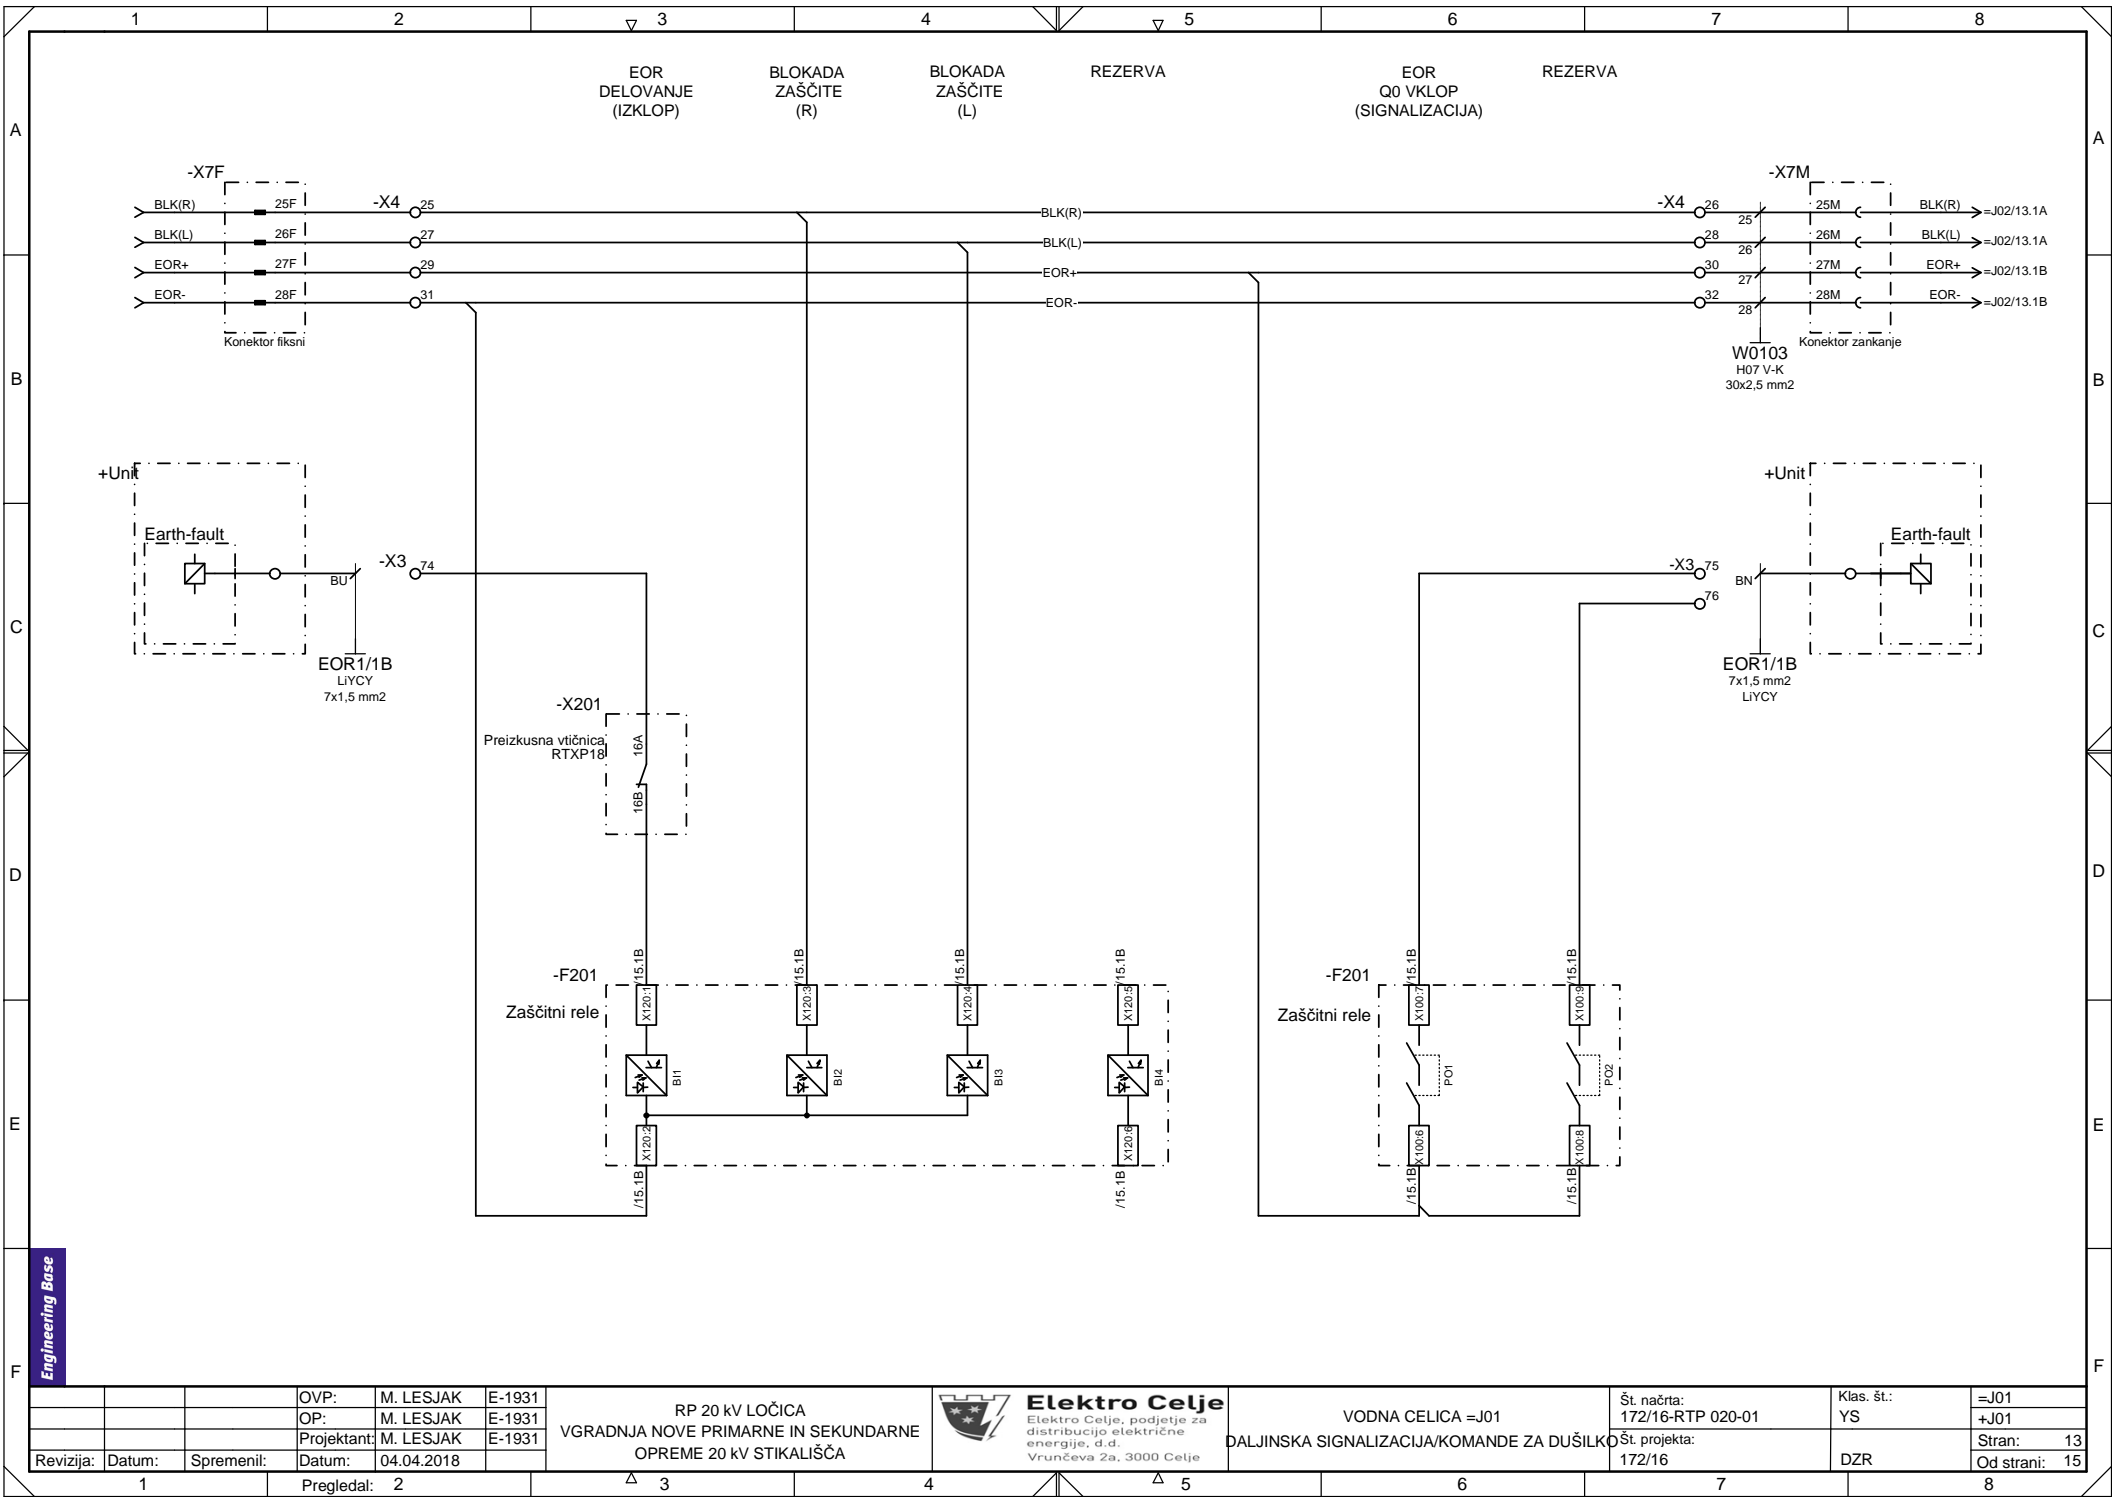 1 2 3 4 5 6 7 8
EOR
DELOVANJE
(IZKLOP)
BLOKADA
ZAŠČITE
(R)
BLOKADA
ZAŠČITE
(L)
REZERVA
EOR
Q0 VKLOP
(SIGNALIZACIJA)
REZERVA
A
A
-X7F
-X7M
BLK(R) 25F -X4 25 BLK(R) -X4 26 25 25M BLK(R) =J02/13.1A
BLK(L) 26F 27 BLK(L) 28 26 26M BLK(L) =J02/13.1A
EOR+ 27F 29 EOR+ 30 27 27M EOR+ =J02/13.1B
EOR- 28F 31 EOR- 32 28 28M EOR- =J02/13.1B
Konektor fiksni
Konektor zankanje
W0103
H07 V-K
30x2,5 mm2
B
B
+Unit
+Unit
Earth-fault
Earth-fault
BU
-X3 74
-X3 75
76
BN
C
C
EOR1/1B
LiYCY
7x1,5 mm2
EOR1/1B
7x1,5 mm2
LiYCY
-X201
Preizkusna vtičnica
RTXP18
16A
16B
D
D
/15.1B /15.1B /15.1B /15.1B /15.1B /15.1B
-F201
-F201
Zaščitni rele
Zaščitni rele
X120:1 X120:3 X120:4 X120:5 X100:7 X100:9
BI1 BI2 BI3 BI4 PO1 PO2
E
E
X120:2 X120:6 X100:6 X100:8
/15.1B /15.1B /15.1B /15.1B
Engineering Base
F
F
OVP: M. LESJAK E-1931
OP: M. LESJAK E-1931
Projektant: M. LESJAK E-1931
Revizija: Datum: Spremenil: Datum: 04.04.2018
Pregledal:
RP 20 kV LOČICA
VGRADNJA NOVE PRIMARNE IN SEKUNDARNE
OPREME 20 kV STIKALIŠČA
Elektro Celje
Elektro Celje, podjetje za
distribucijo električne
energije, d.d.
Vrunčeva 2a, 3000 Celje
VODNA CELICA =J01
DALJINSKA SIGNALIZACIJA/KOMANDE ZA DUŠILKO
Št. načrta:
172/16-RTP 020-01
Št. projekta:
172/16
Klas. št.:
YS
DZR
=J01
+J01
Stran: 13
Od strani: 15
1 2 3 4 5 6 7 8